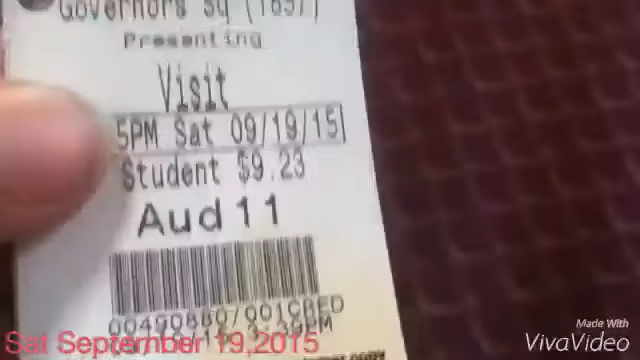 Governors Sq (1897)
Presenting
Visit
5PM Sat 09/19/15
Student $9.23
Aud 11
Sat September 19,2015
Made With
VivaVideo